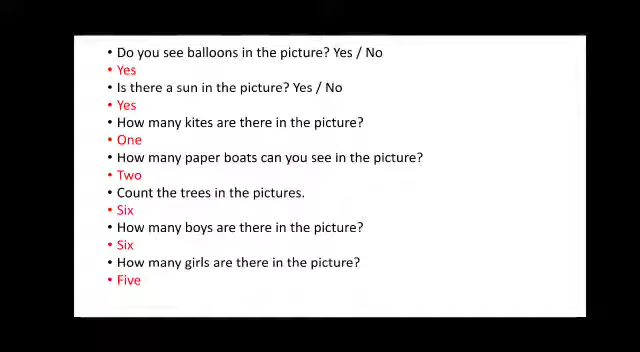 • Do you see balloons in the picture? Yes / No
• Yes
• Is there a sun in the picture? Yes / No
• Yes
• How many kites are there in the picture?
• One
• How many paper boats can you see in the picture?
• Two
• Count the trees in the pictures.
• Six
• How many boys are there in the picture?
• Six
• How many girls are there in the picture?
• Five